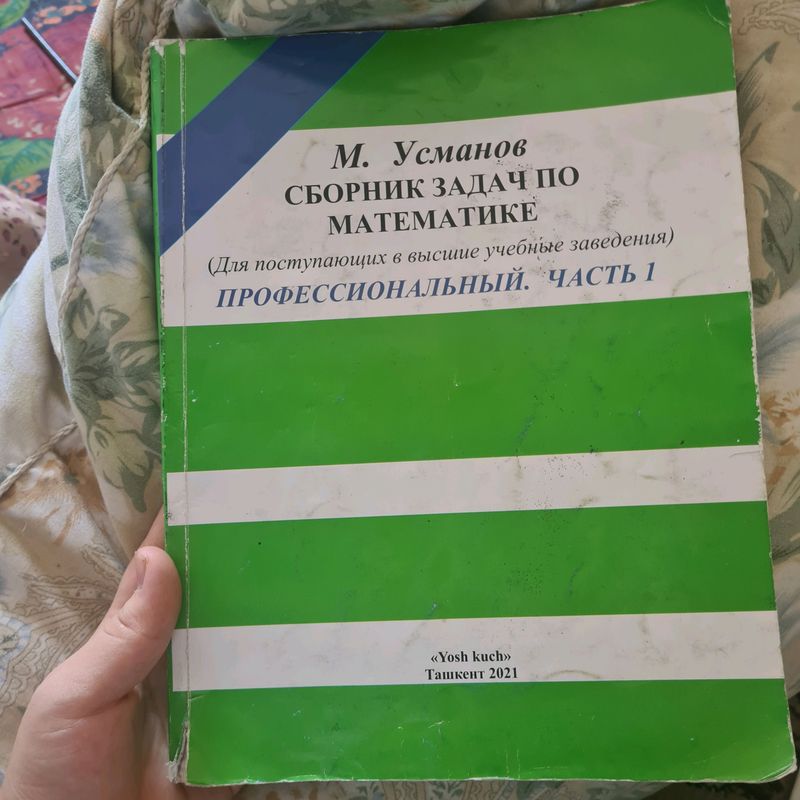 М. Усманов
СБОРНИК ЗАДАЧ ПО
МАТЕМАТИКЕ
(Для поступающих в высшие учебные заведения)
ПРОФЕССИОНАЛЬНЫЙ. ЧАСТЬ 1
«Yosh kuch»
Ташкент 2021